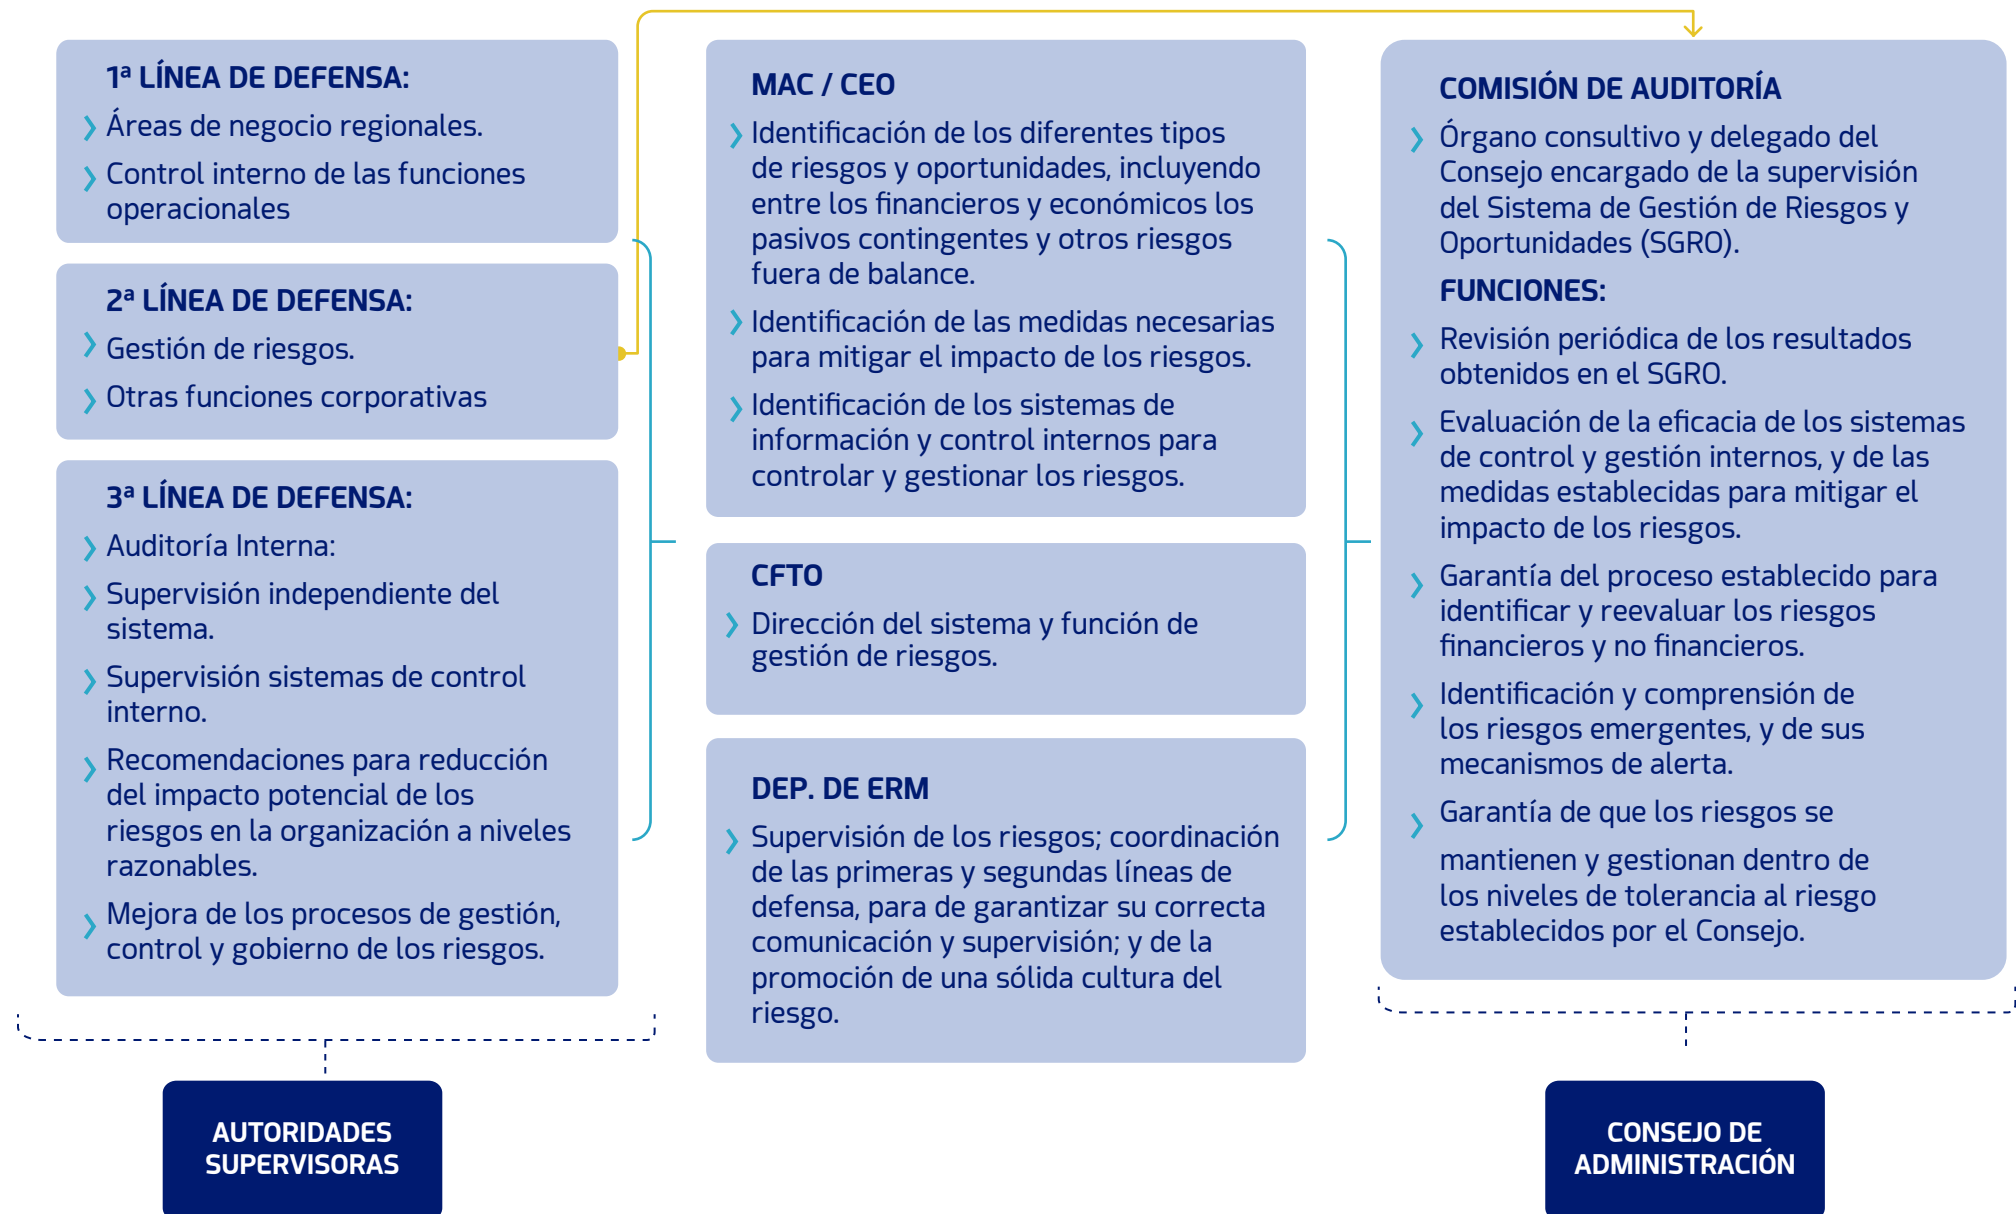 1ª LÍNEA DE DEFENSA:
Áreas de negocio regionales.
Control interno de las funciones
operacionales
2ª LÍNEA DE DEFENSA:
Gestión de riesgos.
Otras funciones corporativas
3ª LÍNEA DE DEFENSA:
Auditoría Interna:
Supervisión independiente del
sistema.
Supervisión sistemas de control
interno.
Recomendaciones para reducción
del impacto potencial de los
riesgos en la organización a niveles
razonables.
Mejora de los procesos de gestión,
control y gobierno de los riesgos.
AUTORIDADES
SUPERVISORAS
MAC / CEO
Identificación de los diferentes tipos
de riesgos y oportunidades, incluyendo
entre los financieros y económicos los
pasivos contingentes y otros riesgos
fuera de balance.
Identificación de las medidas necesarias
para mitigar el impacto de los riesgos.
Identificación de los sistemas de
información y control internos para
controlar y gestionar los riesgos.
CFTO
Dirección del sistema y función de
gestión de riesgos.
DEP. DE ERM
Supervisión de los riesgos; coordinación
de las primeras y segundas líneas de
defensa, para de garantizar su correcta
comunicación y supervisión; y de la
promoción de una sólida cultura del
riesgo.
COMISIÓN DE AUDITORÍA
Órgano consultivo y delegado del
Consejo encargado de la supervisión
del Sistema de Gestión de Riesgos y
Oportunidades (SGRO).
FUNCIONES:
Revisión periódica de los resultados
obtenidos en el SGRO.
Evaluación de la eficacia de los sistemas
de control y gestión internos, y de las
medidas establecidas para mitigar el
impacto de los riesgos.
Garantía del proceso establecido para
identificar y reevaluar los riesgos
financieros y no financieros.
Identificación y comprensión de
los riesgos emergentes, y de sus
mecanismos de alerta.
Garantía de que los riesgos se
mantienen y gestionan dentro de
los niveles de tolerancia al riesgo
establecidos por el Consejo.
CONSEJO DE
ADMINISTRACIÓN